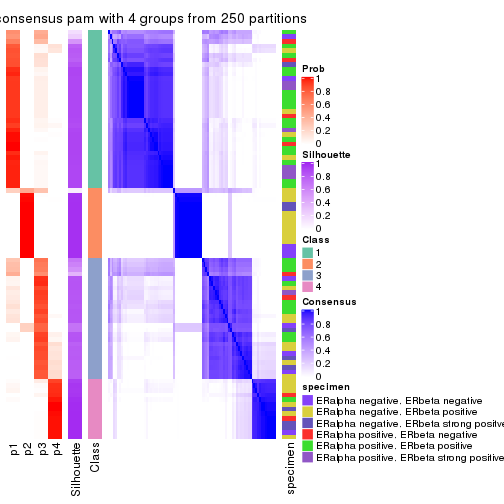 consensus pam with 4 groups from 250 partitions
Prob
1
0.8
0.6
0.4
0.2
0
Silhouette
1
0.8
0.6
0.4
0.2
0
Class
1
2
3
4
Consensus
1
0.8
0.6
0.4
0.2
0
specimen
ERalpha negative. ERbeta negative
ERalpha negative. ERbeta positive
ERalpha negative. ERbeta strong positive
ERalpha positive. ERbeta negative
ERalpha positive. ERbeta positive
ERalpha positive. ERbeta strong positive
p1
p2
p3
p4
Silhouette
Class
specimen